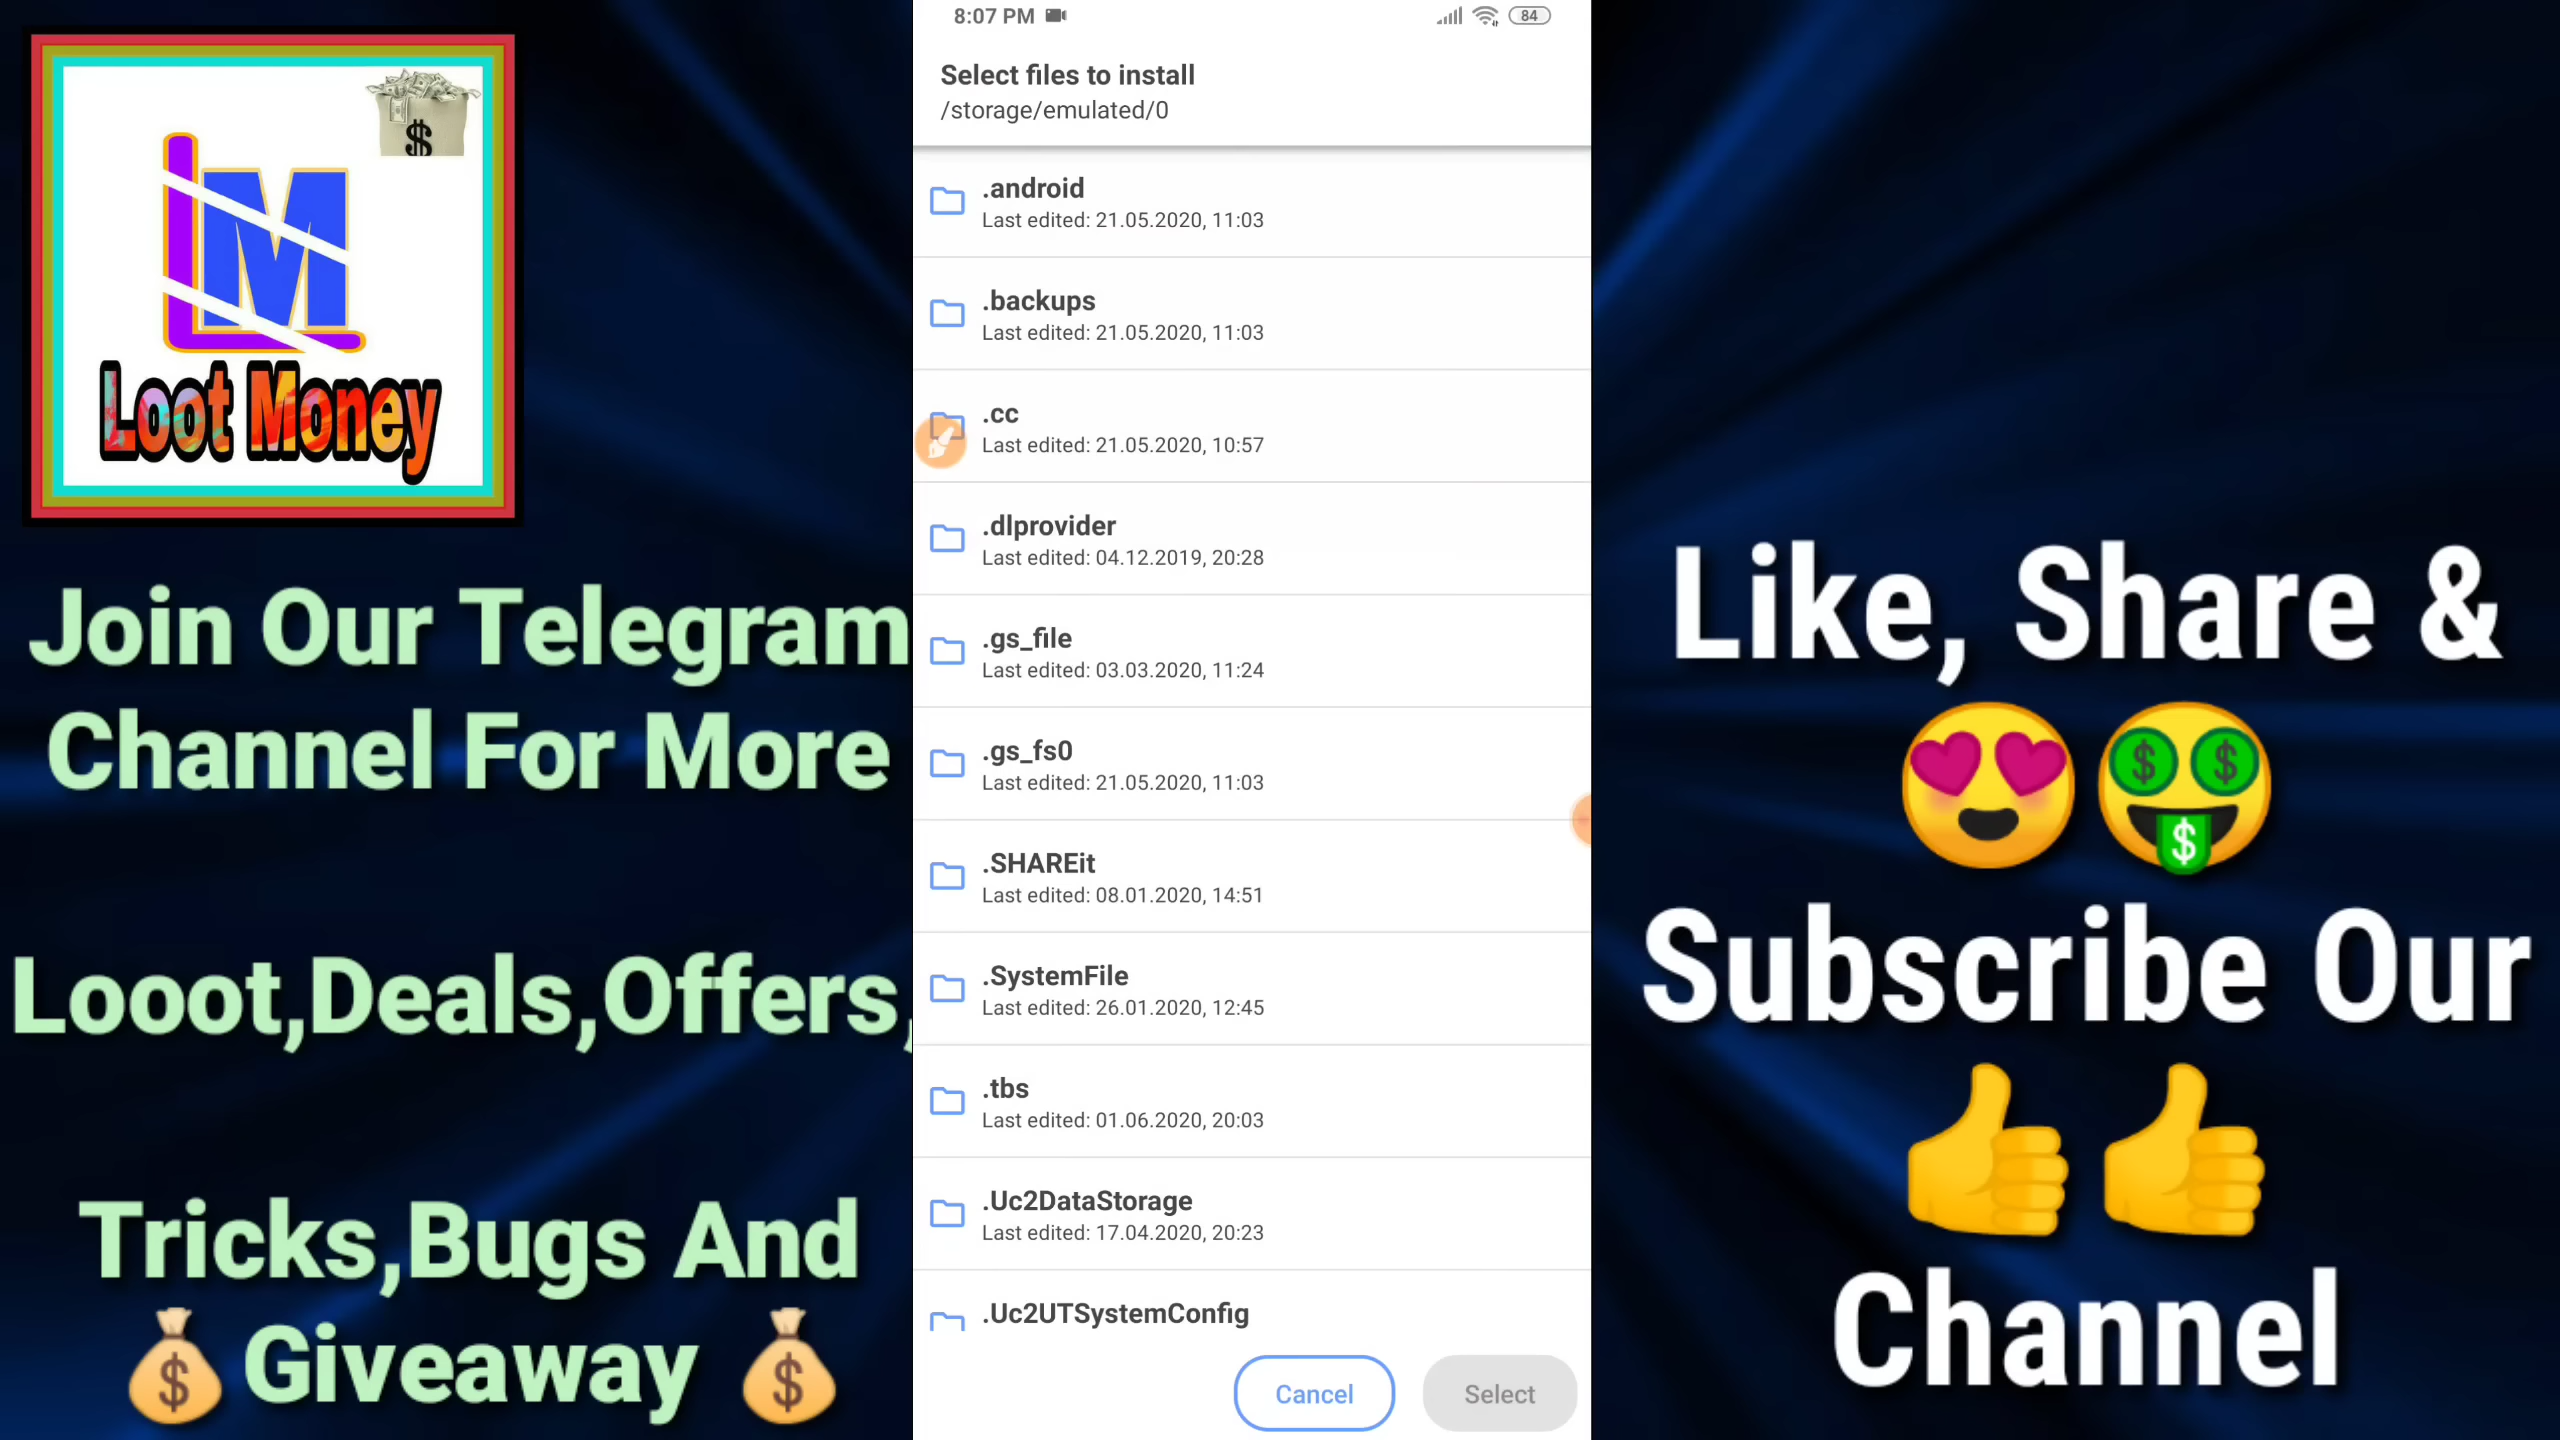 LM
$
Loot Money
Join Our Telegram
Channel For More
Looot,Deals,Offers,
Tricks,Bugs And
Giveaway
8:07 PM
84
Select files to install
/storage/emulated/0
.android
Last edited: 21.05.2020, 11:03
.backups
Last edited: 21.05.2020, 11:03
.cc
Last edited: 21.05.2020, 10:57
.dlprovider
Last edited: 04.12.2019, 20:28
.gs_file
Last edited: 03.03.2020, 11:24
.gs_fs0
Last edited: 21.05.2020, 11:03
.SHAREit
Last edited: 08.01.2020, 14:51
.SystemFile
Last edited: 26.01.2020, 12:45
.tbs
Last edited: 01.06.2020, 20:03
.Uc2DataStorage
Last edited: 17.04.2020, 20:23
.Uc2UTSystemConfig
Cancel
Select
Like, Share &
Subscribe Our
Channel